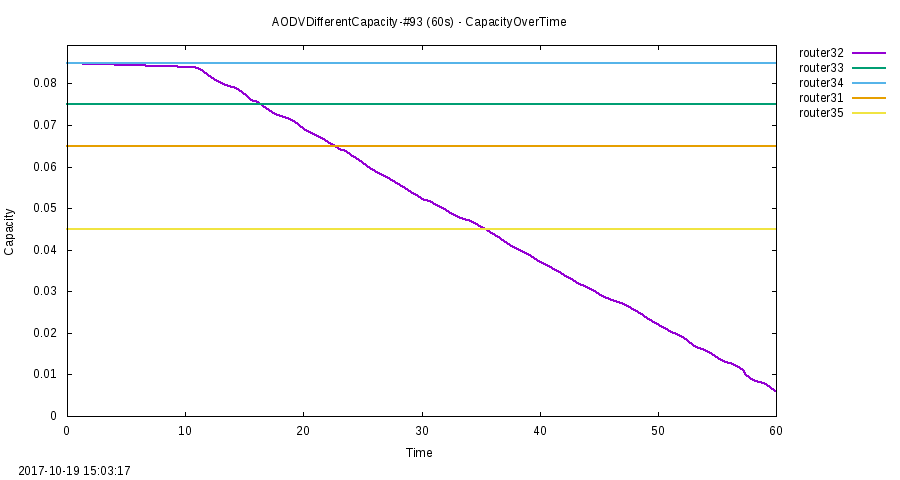 AODVDifferentCapacity-#93 (60s) - CapacityOverTime
router32
router33
router34
router31
router35
0.08
0.07
0.06
0.05
0.04
0.03
0.02
0.01
0
Capacity
0 10 20 30 40 50 60
Time
2017-10-19 15:03:17